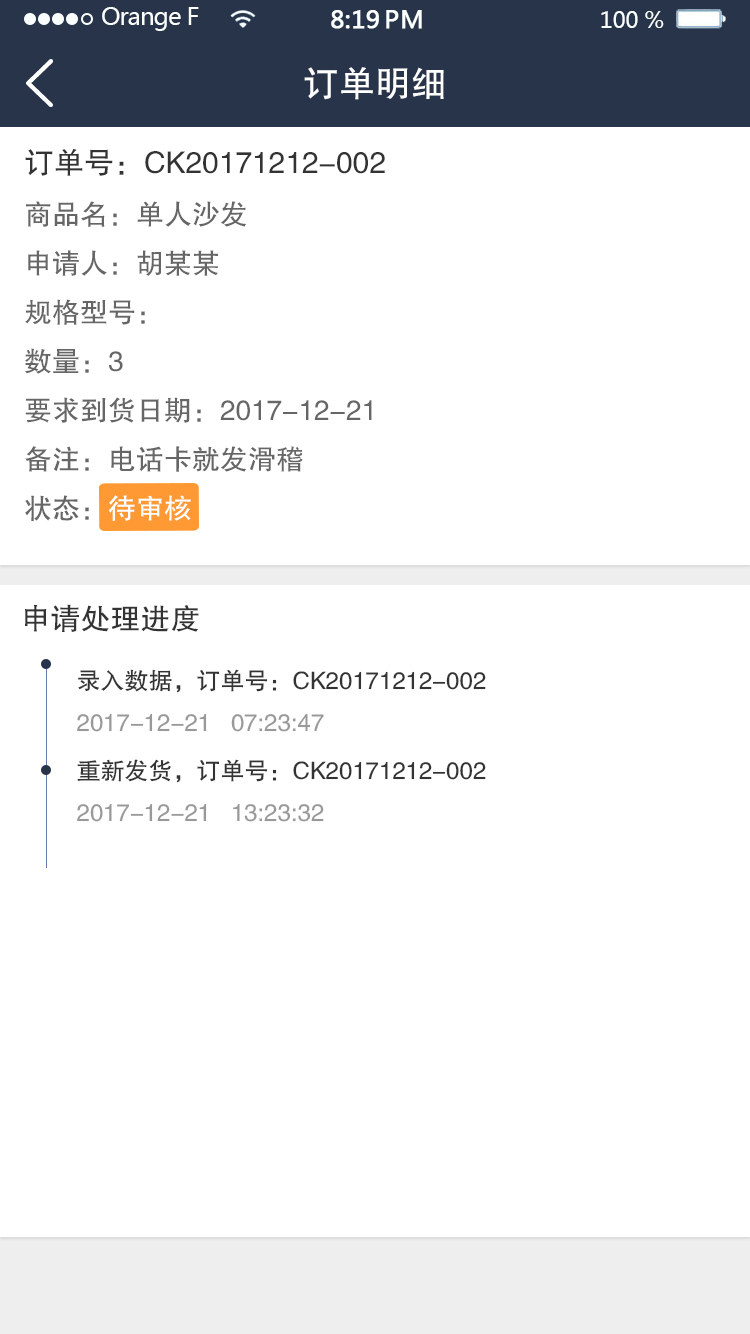 Orange F 8:19 PM 100 %
订单明细
订单号：CK20171212-002
商品名：单人沙发
申请人：胡某某
规格型号：
数量：3
要求到货日期：2017-12-21
备注：电话卡就发滑稽
状态：待审核
申请处理进度
录入数据，订单号：CK20171212-002
2017-12-21 07:23:47
重新发货，订单号：CK20171212-002
2017-12-21 13:23:32